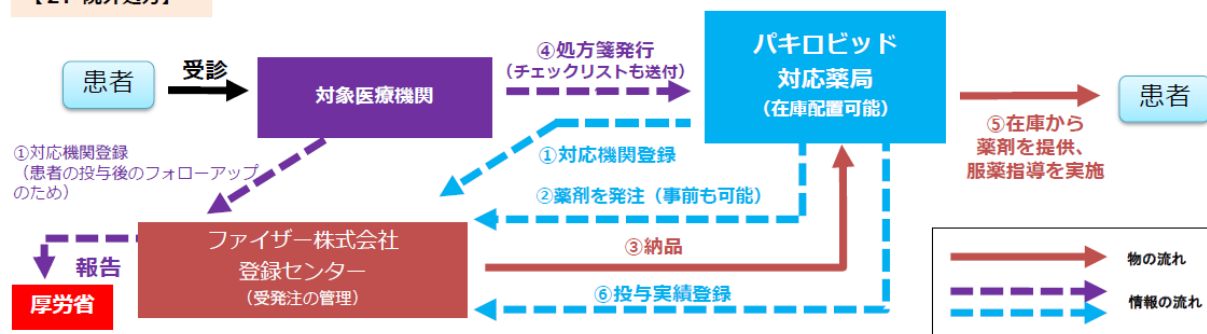 患者
受診
対象医療機関
④処方箋発行
(チェックリストも送付)
パキロビッド
対応薬局
(在庫配置可能)
患者
⑤在庫から
薬剤を提供、
服薬指導を実施
①対応機関登録
(患者の投与後のフォローアップ
のため)
①対応機関登録
②薬剤を発注(事前も可能)
ファイザー株式会社
登録センター
(受発注の管理)
③納品
⑥投与実績登録
報告
厚労省
物の流れ
情報の流れ